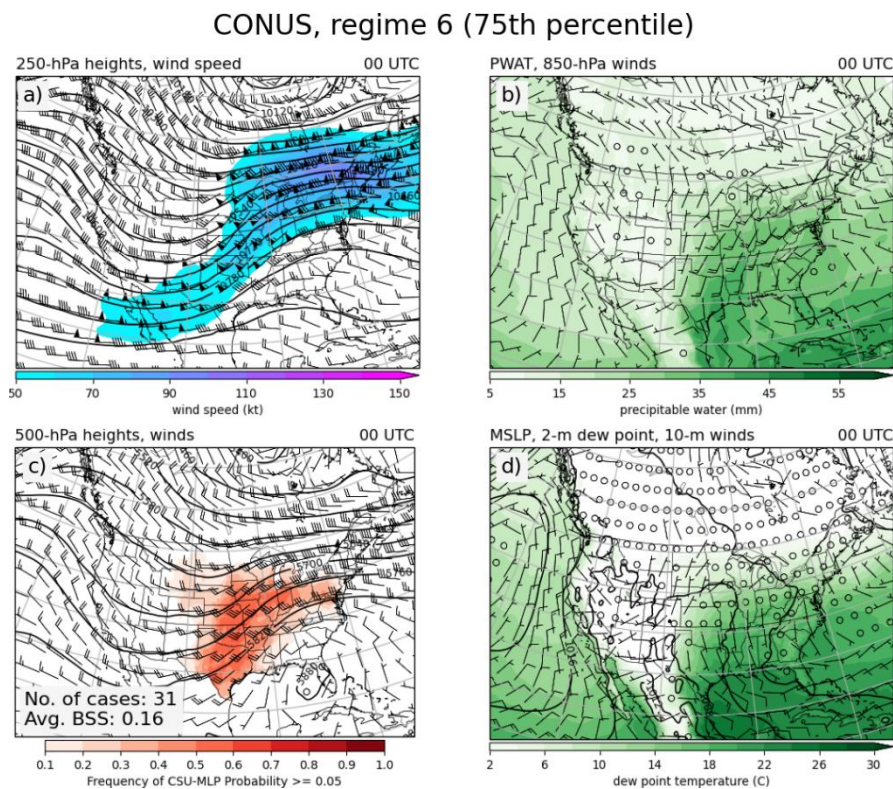 CONUS, regime 6 (75th percentile)
250-hPa heights, wind speed 00 UTC
a)
50 70 90 110 130 150
wind speed (kt)
PWAT, 850-hPa winds 00 UTC
b)
5 15 25 35 45 55
precipitable water (mm)
500-hPa heights, winds 00 UTC
c)
5700
5760
5820
5880
No. of cases: 31
Avg. BSS: 0.16
0.1 0.2 0.3 0.4 0.5 0.6 0.7 0.8 0.9 1.0
Frequency of CSU-MLP Probability >= 0.05
MSLP, 2-m dew point, 10-m winds 00 UTC
d)
1016
2 6 10 14 18 22 26 30
dew point temperature (C)